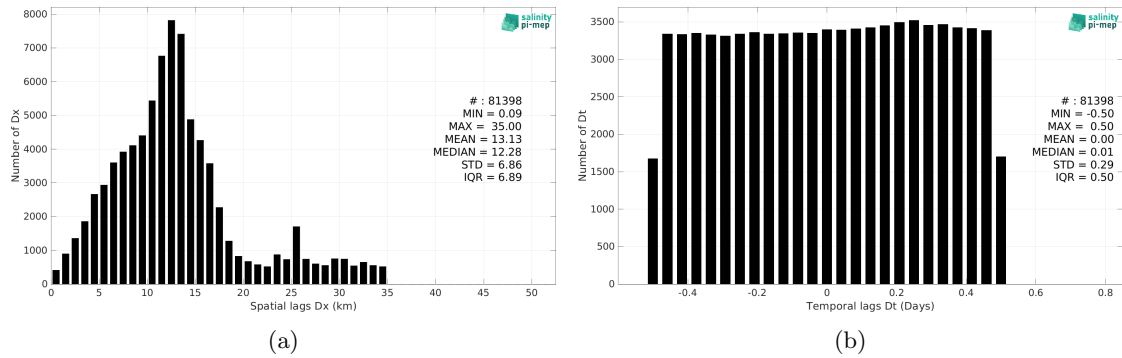 8000
7000
6000
5000
4000
3000
2000
1000
0
Number of Dx
salinity
pi-mep
# : 81398
MIN = 0.09
MAX = 35.00
MEAN = 13.13
MEDIAN = 12.28
STD = 6.86
IQR = 6.89
0 5 10 15 20 25 30 35 40 45 50
Spatial lags Dx (km)
(a)
3500
3000
2500
2000
1500
1000
500
0
Number of Dt
salinity
pi-mep
# : 81398
MIN = -0.50
MAX = 0.50
MEAN = 0.00
MEDIAN = 0.01
STD = 0.29
IQR = 0.50
-0.4 -0.2 0 0.2 0.4 0.6 0.8
Temporal lags Dt (Days)
(b)